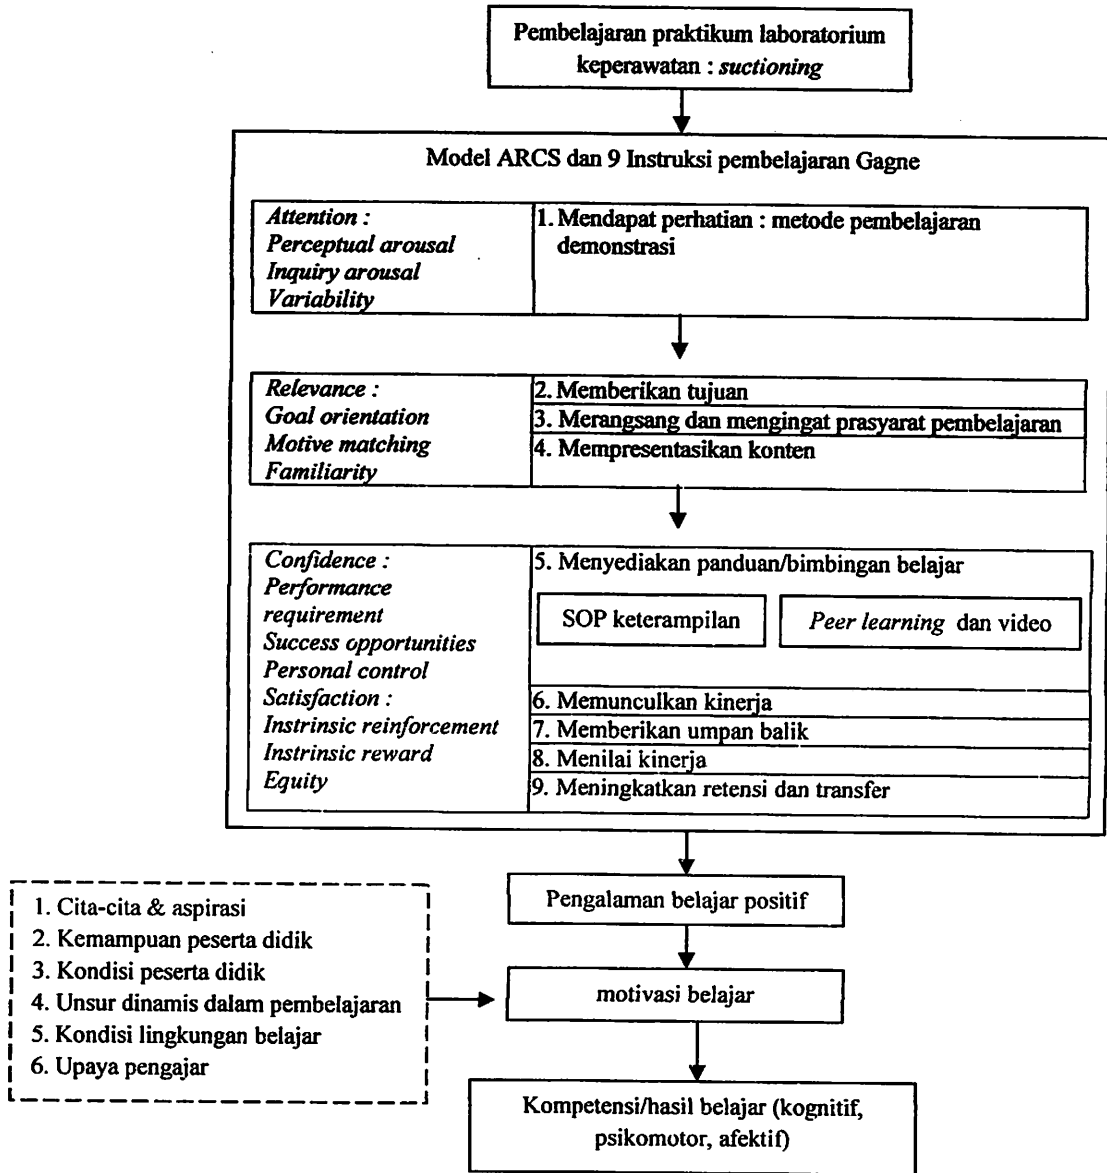 Pembelajaran praktikum laboratorium
keperawatan : suctioning
Model ARCS dan 9 Instruksi pembelajaran Gagne
Attention :
Perceptual arousal
Inquiry arousal
Variability
1. Mendapat perhatian : metode pembelajaran
demonstrasi
Relevance :
Goal orientation
Motive matching
Familiarity
2. Memberikan tujuan
3. Merangsang dan mengingat prasyarat pembelajaran
4. Mempresentasikan konten
Confidence :
Performance
requirement
Success opportunities
Personal control
Satisfaction :
Instrinsic reinforcement
Instrinsic reward
Equity
5. Menyediakan panduan/bimbingan belajar
SOP keterampilan
Peer learning dan video
6. Memunculkan kinerja
7. Memberikan umpan balik
8. Menilai kinerja
9. Meningkatkan retensi dan transfer
Pengalaman belajar positif
1. Cita-cita & aspirasi
2. Kemampuan peserta didik
3. Kondisi peserta didik
4. Unsur dinamis dalam pembelajaran
5. Kondisi lingkungan belajar
6. Upaya pengajar
motivasi belajar
Kompetensi/hasil belajar (kognitif,
psikomotor, afektif)